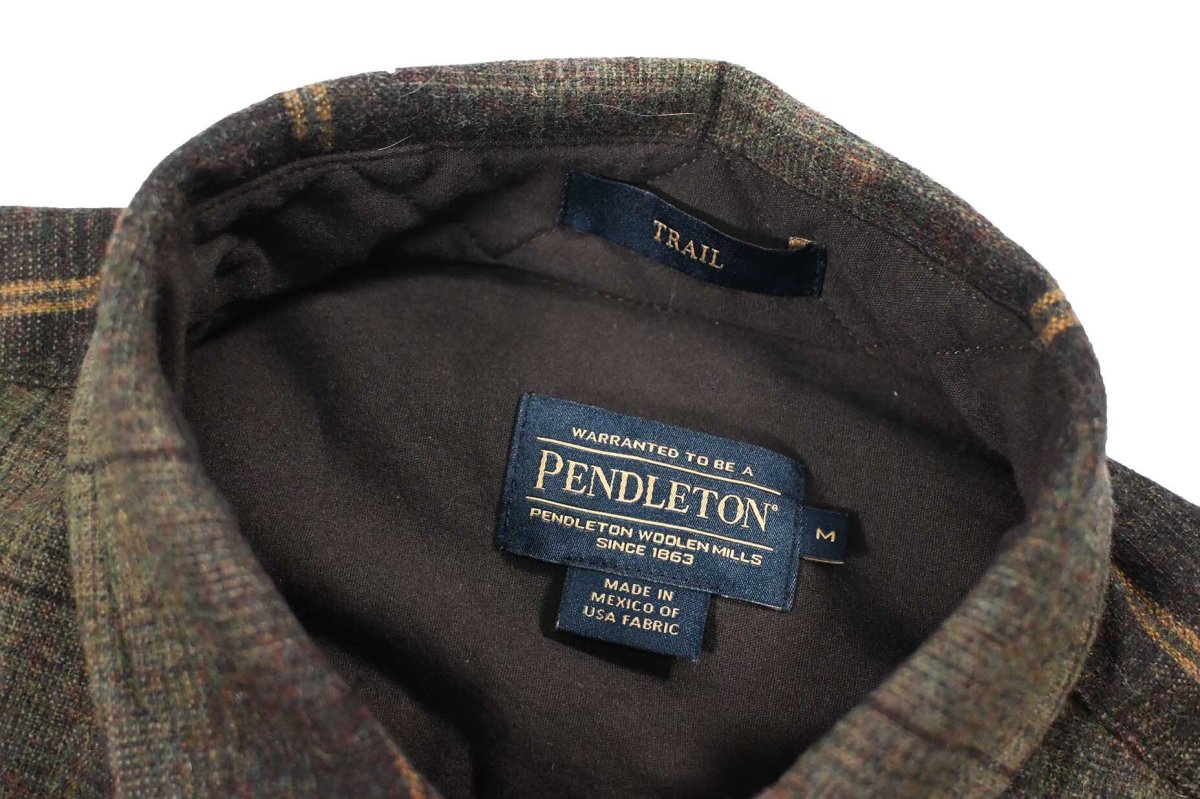 TRAIL
WARRANTED TO BE A
PENDLETON®
PENDLETON WOOLEN MILLS
SINCE 1863
M
MADE IN
MEXICO OF
USA FABRIC